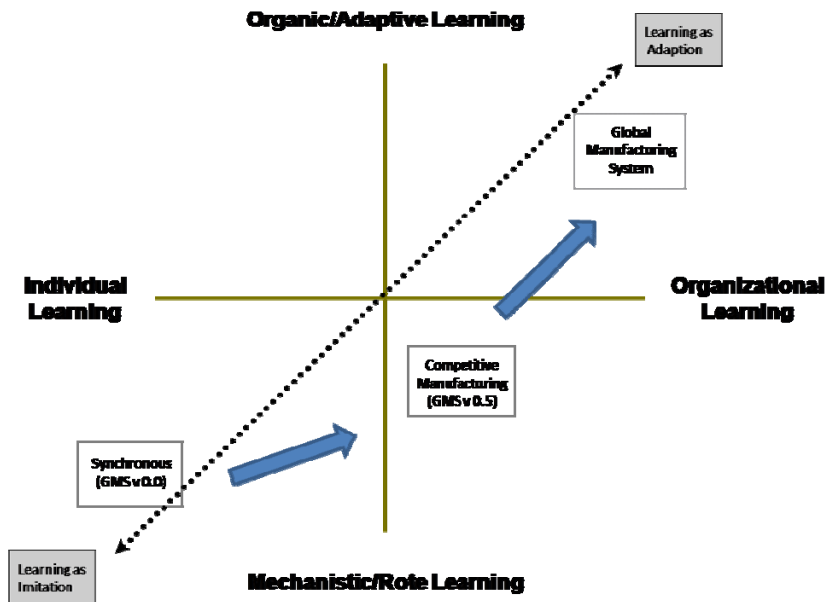 Organic/Adaptive Learning
Learning as
Adaption
Global
Manufacturing
System
Individual
Learning
Organizational
Learning
Competitive
Manufacturing
(GMS v 0.5)
Synchronous
(GMS v 0.0)
Learning as
Imitation
Mechanistic/Rote Learning